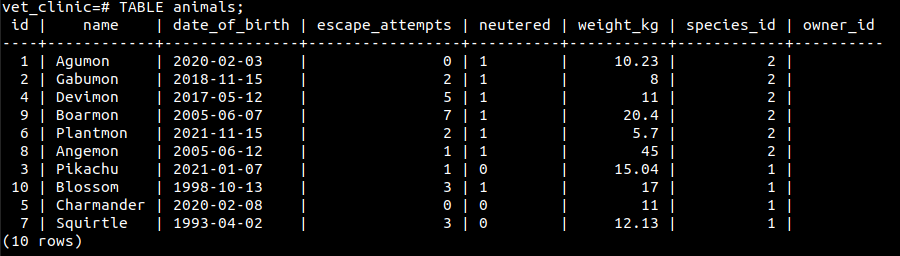 vet_clinic=# TABLE animals;
 id |    name    | date_of_birth | escape_attempts | neutered | weight_kg | species_id | owner_id
----+------------+---------------+-----------------+----------+-----------+------------+----------
  1 | Agumon     | 2020-02-03    |               0 | 1        |     10.23 |          2 |
  2 | Gabumon    | 2018-11-15    |               2 | 1        |         8 |          2 |
  4 | Devimon    | 2017-05-12    |               5 | 1        |        11 |          2 |
  9 | Boarmon    | 2005-06-07    |               7 | 1        |      20.4 |          2 |
  6 | Plantmon   | 2021-11-15    |               2 | 1        |       5.7 |          2 |
  8 | Angemon    | 2005-06-12    |               1 | 1        |        45 |          2 |
  3 | Pikachu    | 2021-01-07    |               1 | 0        |     15.04 |          1 |
 10 | Blossom    | 1998-10-13    |               3 | 1        |        17 |          1 |
  5 | Charmander | 2020-02-08    |               0 | 0        |        11 |          1 |
  7 | Squirtle   | 1993-04-02    |               3 | 0        |     12.13 |          1 |
(10 rows)